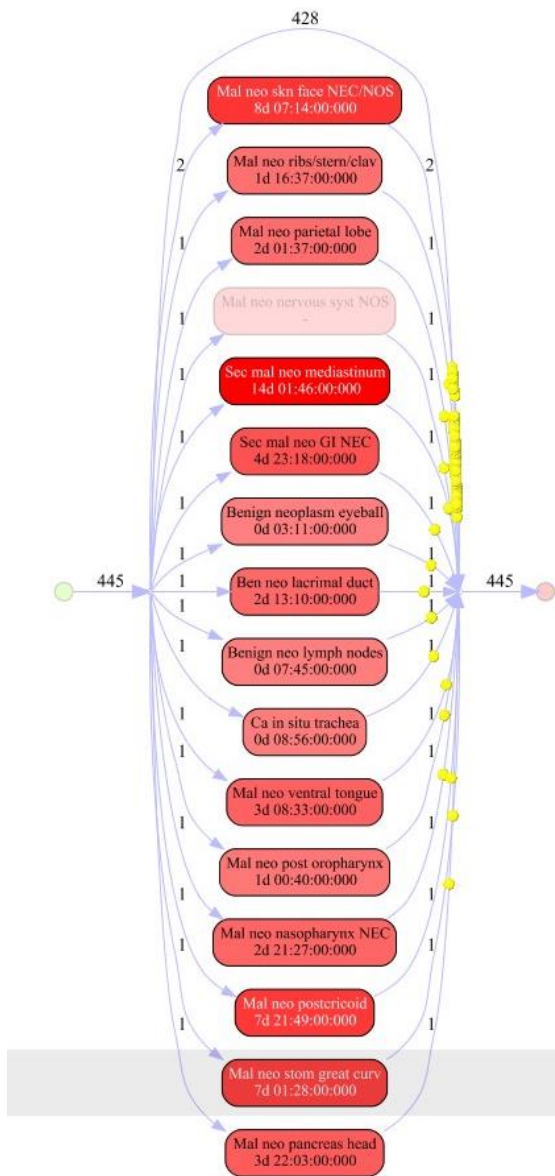 428
Mal neo skn face NEC/NOS
8d 07:14:00:000
2
2
Mal neo ribs/stern/clav
1d 16:37:00:000
1
1
Mal neo parietal lobe
2d 01:37:00:000
1
1
Mal neo nervous syst NOS
-
1
1
Sec mal neo mediastinum
14d 01:46:00:000
1
1
Sec mal neo GI NEC
4d 23:18:00:000
1
1
Benign neoplasm eyeball
0d 03:11:00:000
1
1
445
Ben neo lacrimal duct
2d 13:10:00:000
1
1
445
1
1
Benign neo lymph nodes
0d 07:45:00:000
1
1
Ca in situ trachea
0d 08:56:00:000
1
1
Mal neo ventral tongue
3d 08:33:00:000
1
1
Mal neo post oropharynx
1d 00:40:00:000
1
1
Mal neo nasopharynx NEC
2d 21:27:00:000
1
1
Mal neo postcricoid
7d 21:49:00:000
1
1
Mal neo stom great curv
7d 01:28:00:000
Mal neo pancreas head
3d 22:03:00:000